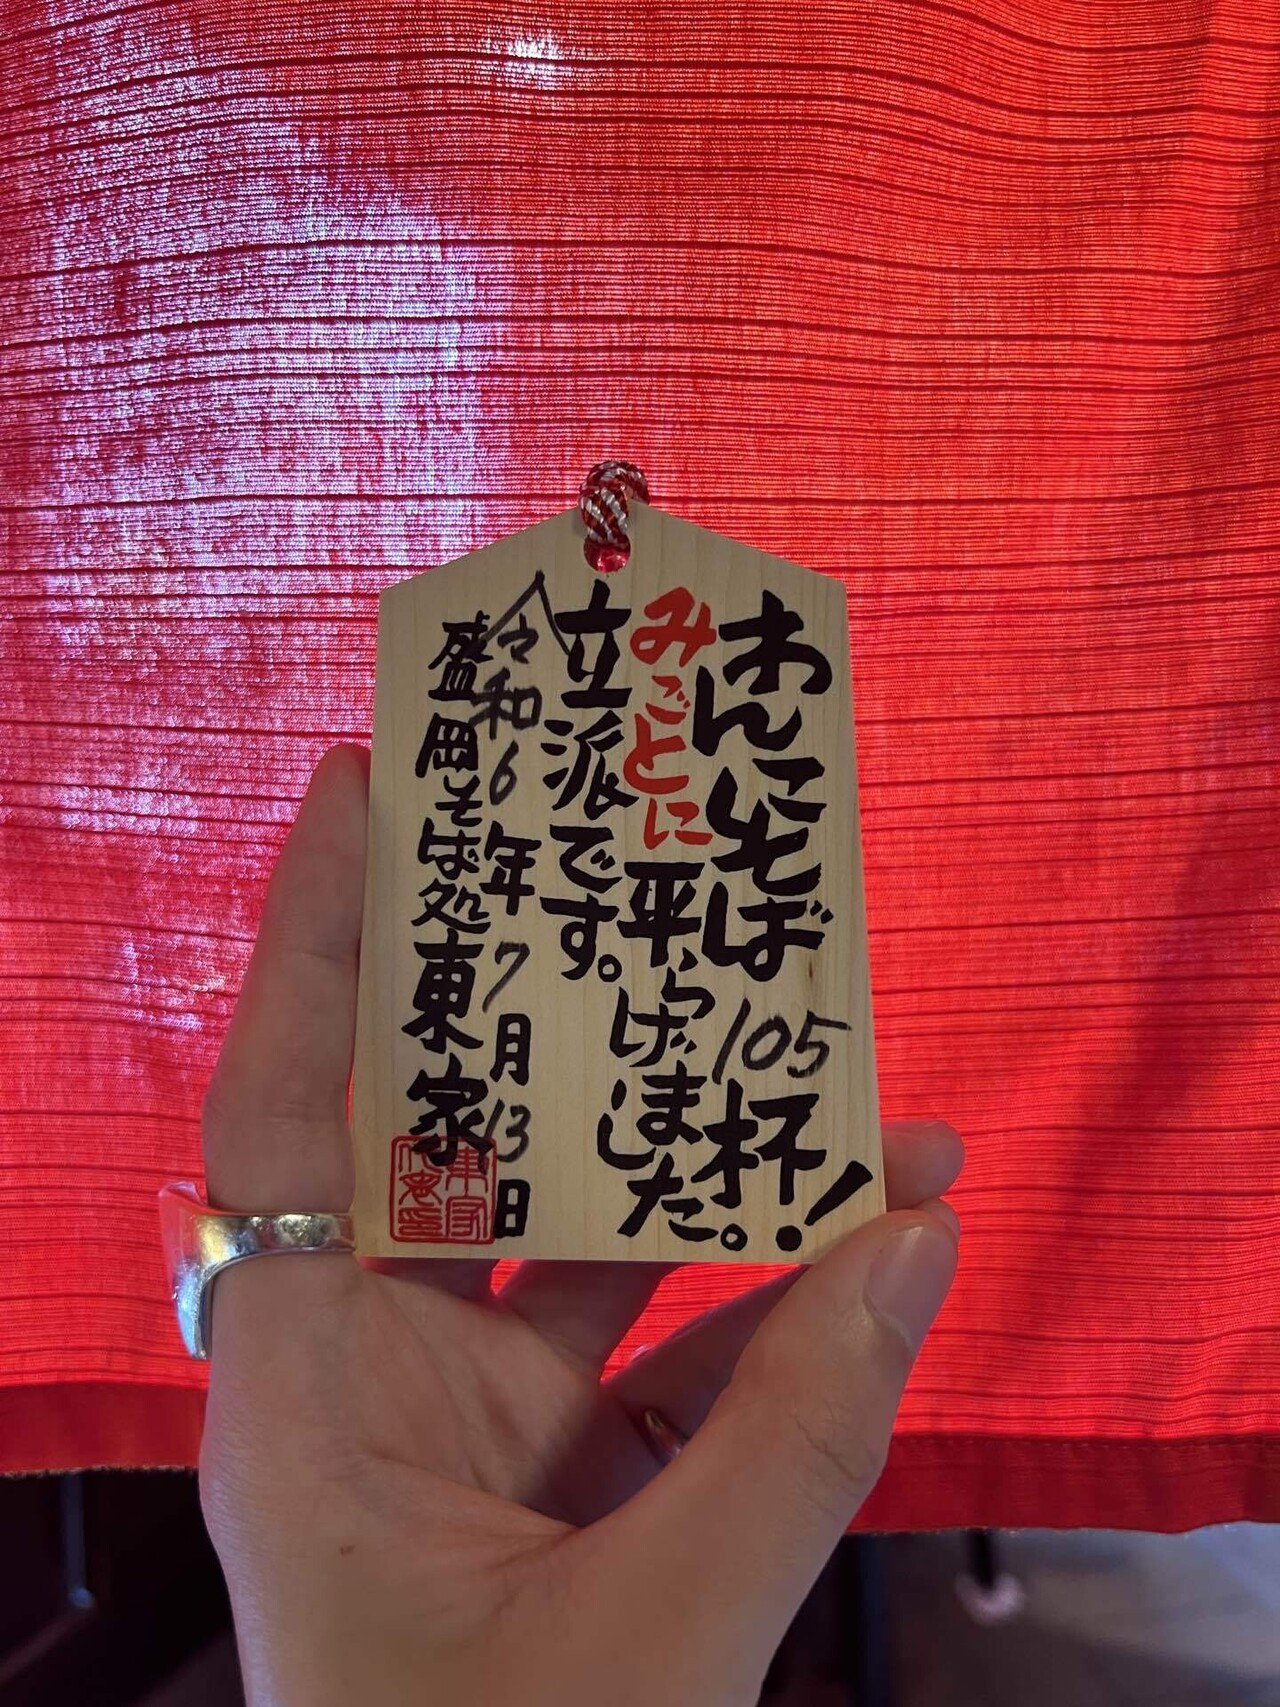 わんこそば105杯!
みごとに平らげました。
立派です。
令和6年7月13日
盛岡そば処東家